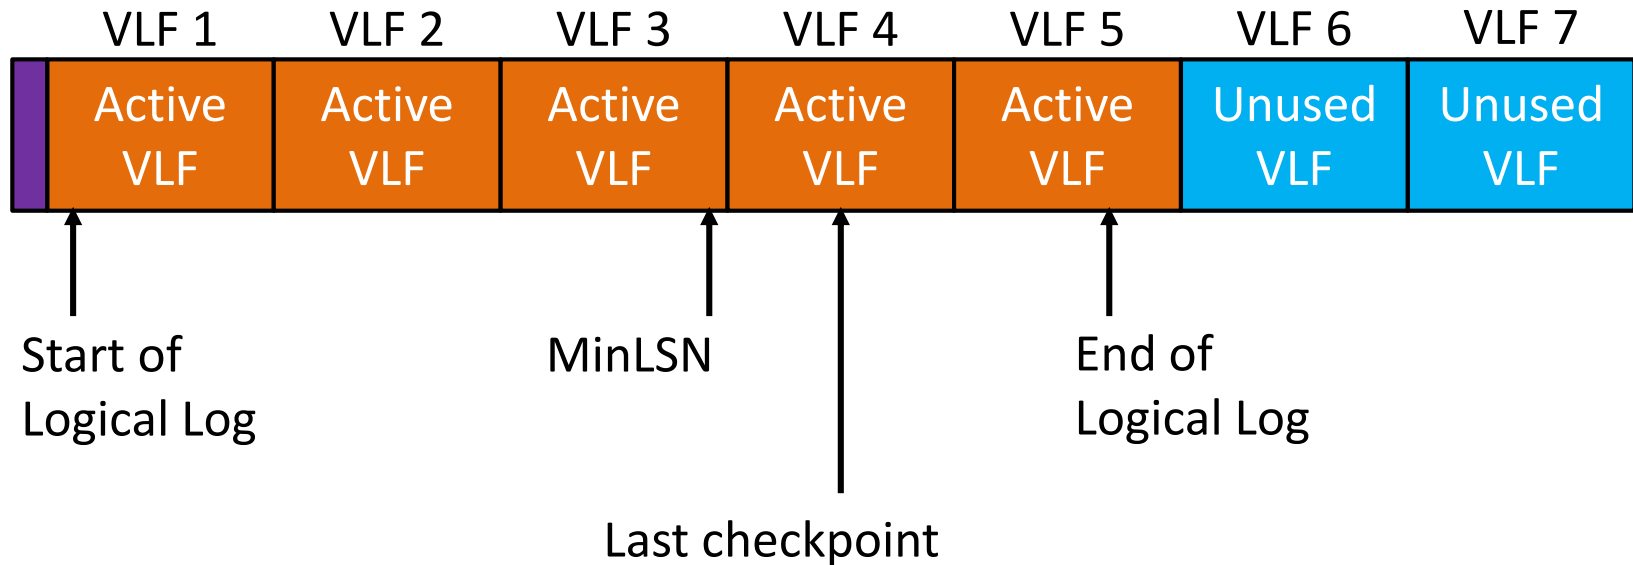 VLF 1 VLF 2 VLF 3 VLF 4 VLF 5 VLF 6 VLF 7
Active Active Active Active Active Unused Unused
VLF VLF VLF VLF VLF VLF VLF
Start of
Logical Log
MinLSN
End of
Logical Log
Last checkpoint